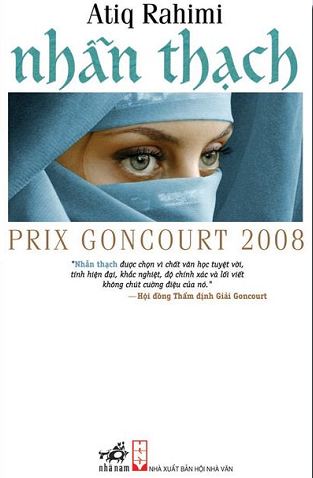 Atiq Rahimi
nhẫn thạch
PRIX GONCOURT 2008
"Nhẫn thạch được chọn vì chất văn học tuyệt vời,
tính hiện đại, khắc nghiệt, độ chính xác và lối viết
không chút cường điệu của nó."
—Hội đồng Thẩm định Giải Goncourt
nhã nam
NHÀ XUẤT BẢN HỘI NHÀ VĂN